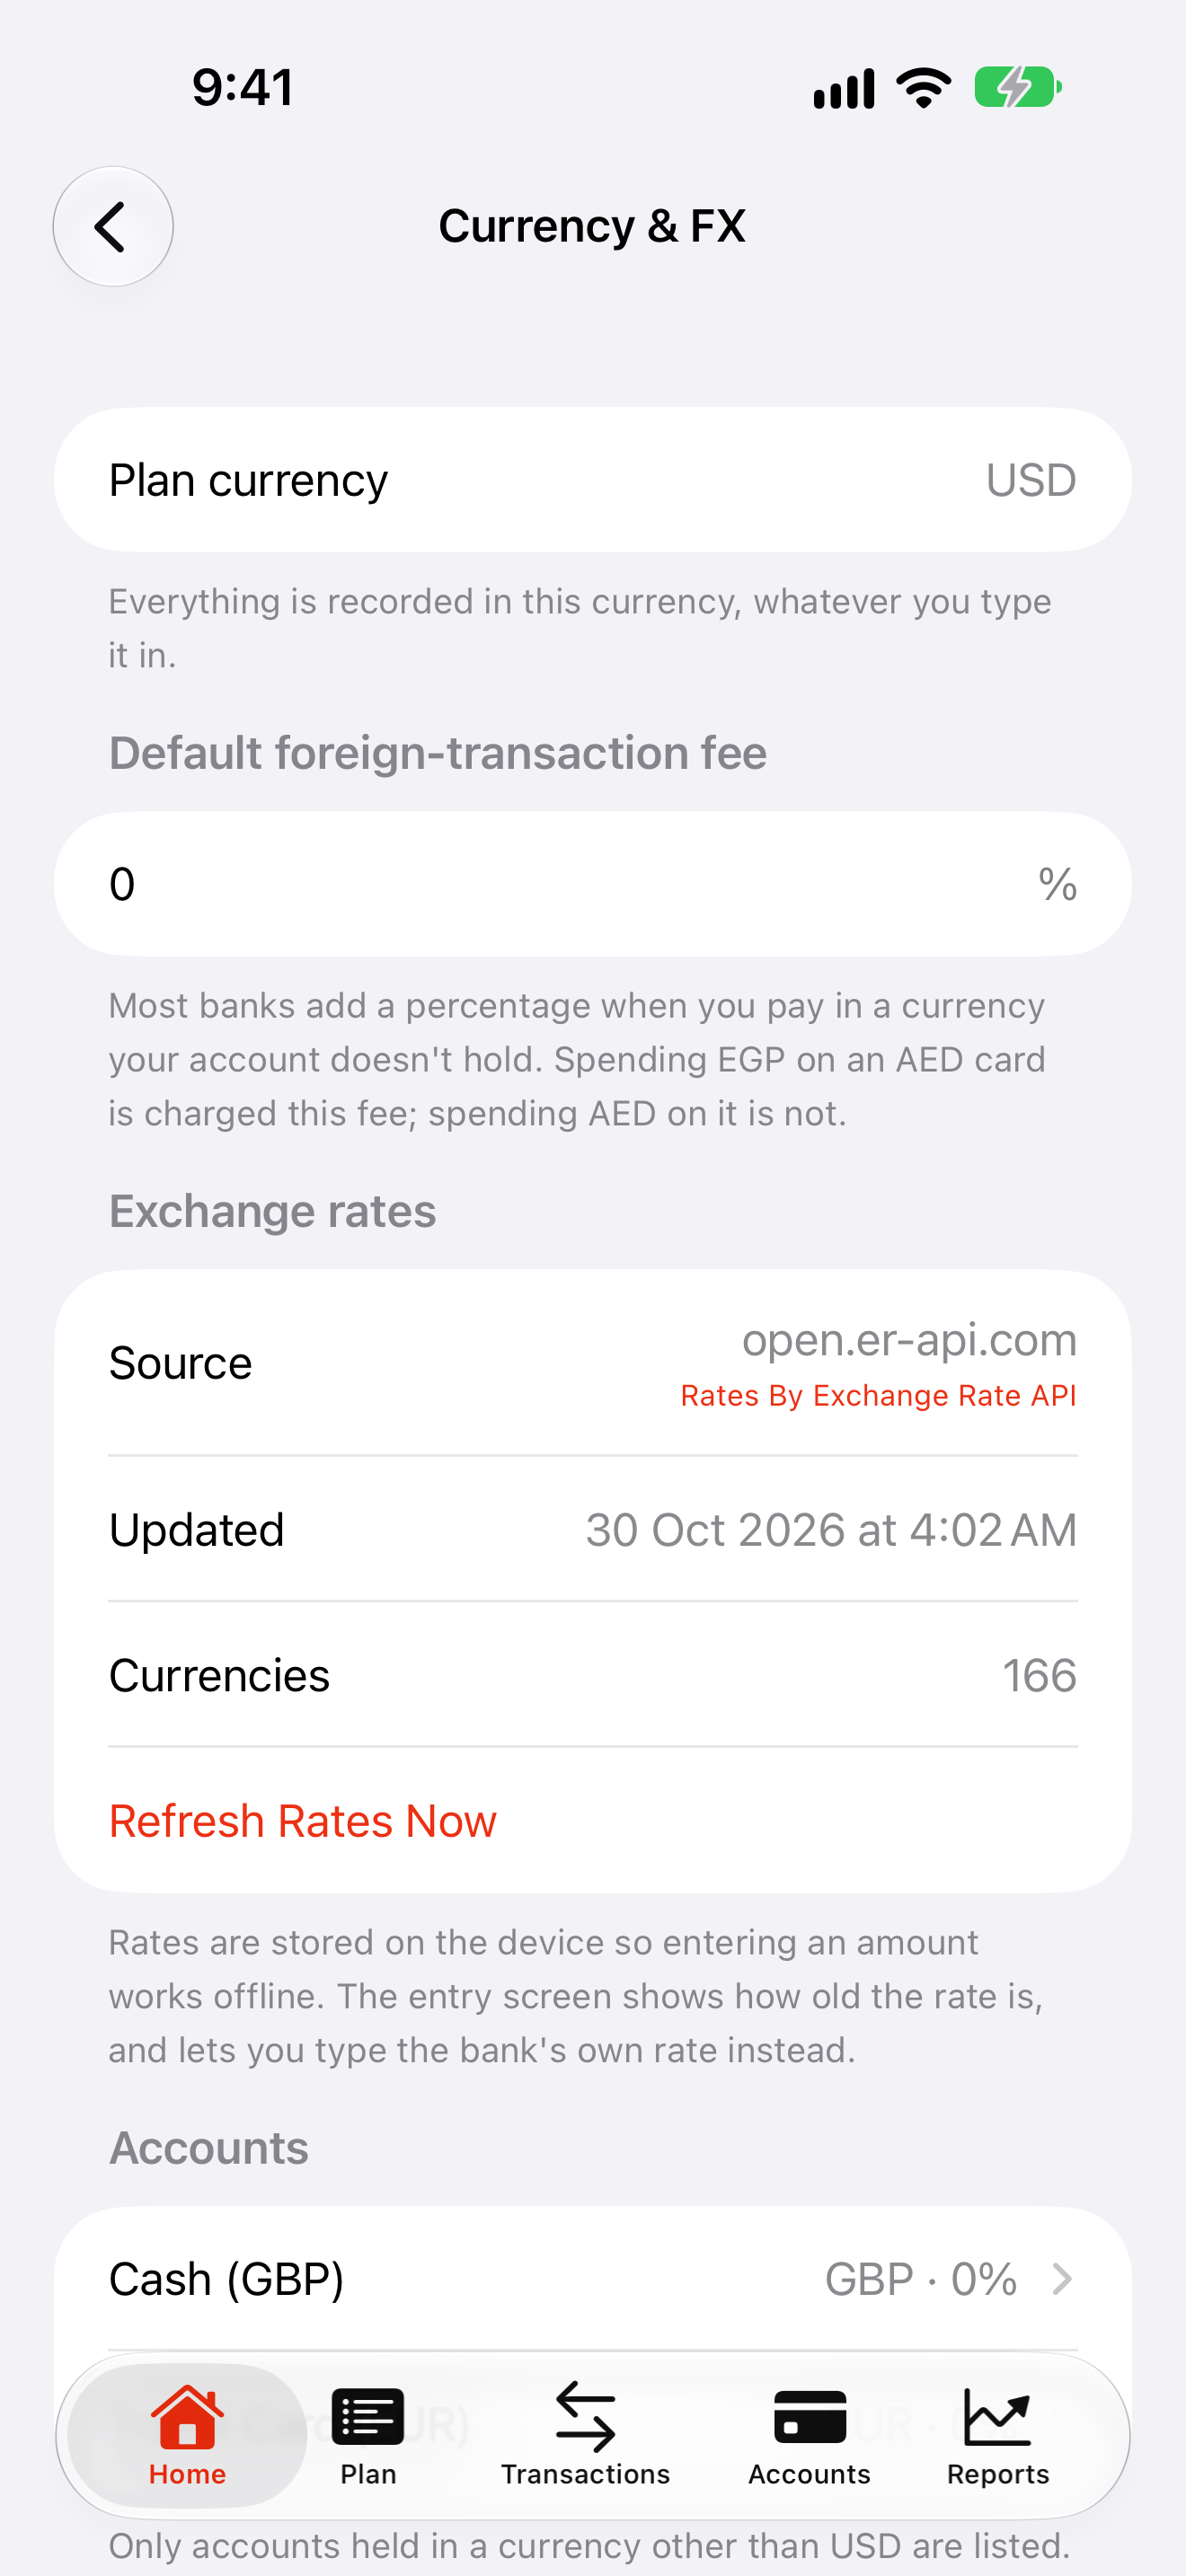 9:41
Currency & FX
Plan currency
USD
Everything is recorded in this currency, whatever you type
it in.
Default foreign-transaction fee
0
%
Most banks add a percentage when you pay in a currency
your account doesn't hold. Spending EGP on an AED card
is charged this fee; spending AED on it is not.
Exchange rates
Source
open.er-api.com
Rates By Exchange Rate API
Updated
30 Oct 2026 at 4:02 AM
Currencies
166
Refresh Rates Now
Rates are stored on the device so entering an amount
works offline. The entry screen shows how old the rate is,
and lets you type the bank's own rate instead.
Accounts
Cash (GBP)
GBP · 0%
Home
Plan
Transactions
Accounts
Reports
Only accounts held in a currency other than USD are listed.